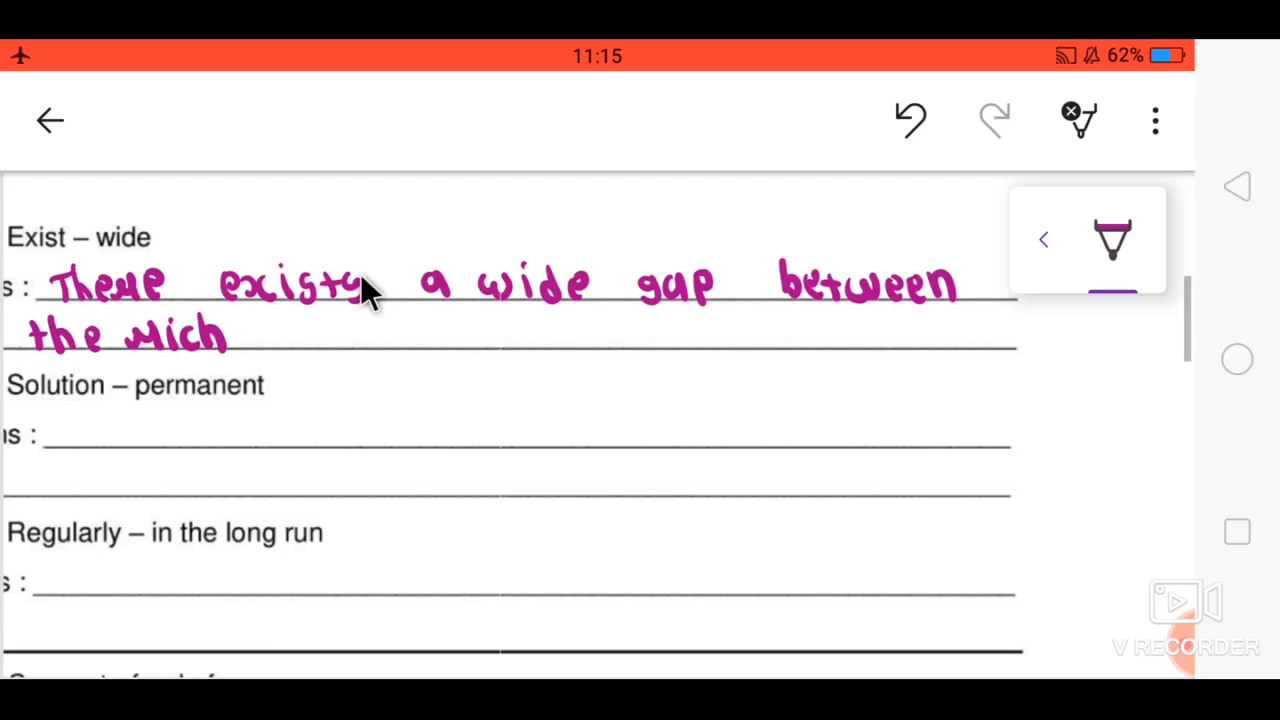 11:15
62%
Exist – wide
s : There exists a wide gap between
the rich
Solution – permanent
ns :
Regularly – in the long run
s :
V RECORDER